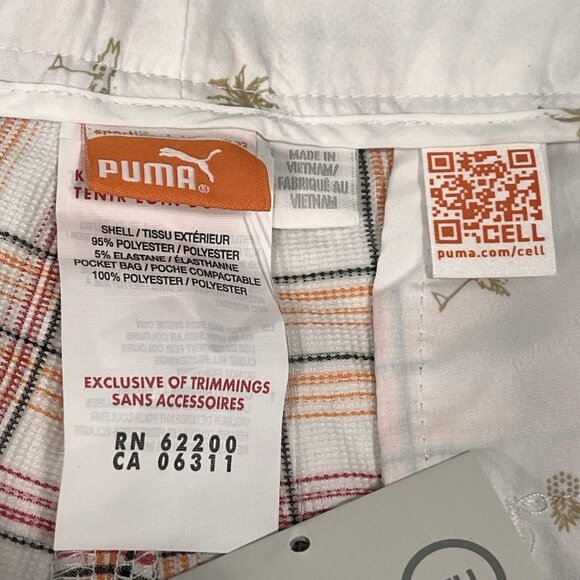 PUMA
MADE IN
VIETNAM/
FABRIQUÉ AU
VIETNAM
SHELL / TISSU EXTÉRIEUR
95% POLYESTER / POLYESTER
5% ELASTANE / ÉLASTHANNE
POCKET BAG / POCHE COMPACTABLE
100% POLYESTER / POLYESTER
EXCLUSIVE OF TRIMMINGS
SANS ACCESSOIRES
RN 62200
CA 06311
CELL
puma.com/cell